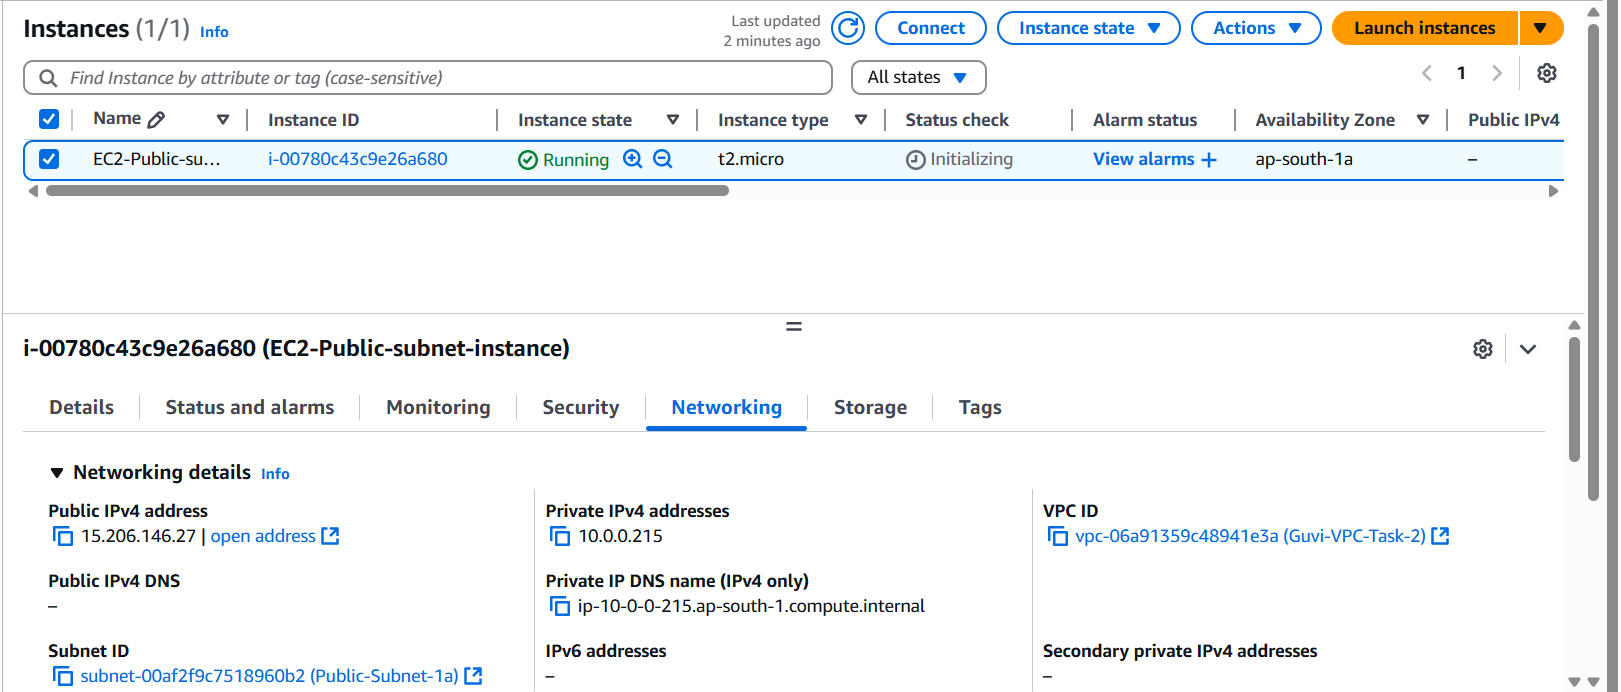 Instances (1/1) Info
Last updated
2 minutes ago
Connect
Instance state
Actions
Launch instances
Find Instance by attribute or tag (case-sensitive)
All states
1
Name Instance ID Instance state Instance type Status check Alarm status Availability Zone Public IPv4
EC2-Public-su... i-00780c43c9e26a680 Running t2.micro Initializing View alarms + ap-south-1a –
i-00780c43c9e26a680 (EC2-Public-subnet-instance)
Details Status and alarms Monitoring Security Networking Storage Tags
Networking details Info
Public IPv4 address
15.206.146.27 | open address
Private IPv4 addresses
10.0.0.215
VPC ID
vpc-06a91359c48941e3a (Guvi-VPC-Task-2)
Public IPv4 DNS
–
Private IP DNS name (IPv4 only)
ip-10-0-0-215.ap-south-1.compute.internal
Subnet ID
subnet-00af2f9c7518960b2 (Public-Subnet-1a)
IPv6 addresses
–
Secondary private IPv4 addresses
–